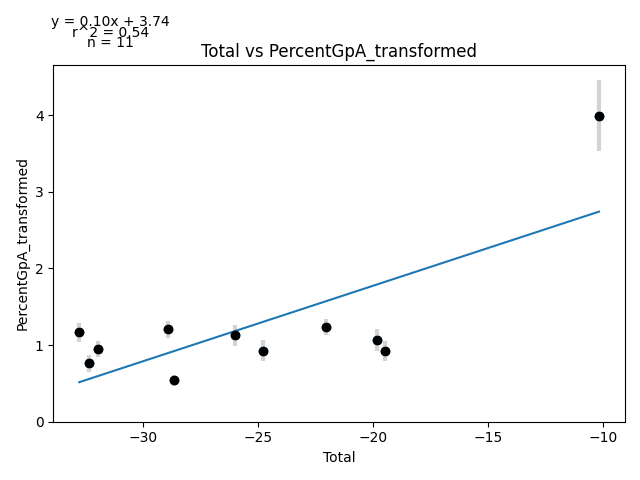 y = 0.10x + 3.74
r^2 = 0.54
n = 11
Total vs PercentGpA_transformed
PercentGpA_transformed
4
3
2
1
0
−30
−25
−20
−15
−10
Total